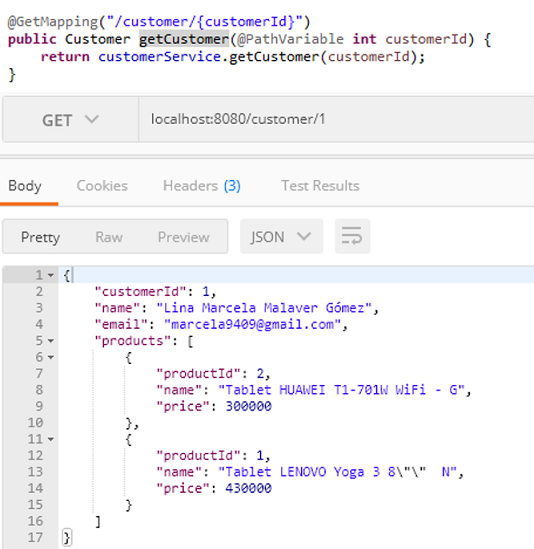 @GetMapping("/customer/{customerId}")
public Customer getCustomer(@PathVariable int customerId) {
    return customerService.getCustomer(customerId);
}
GET localhost:8080/customer/1
Body Cookies Headers (3) Test Results
Pretty Raw Preview JSON
1 {
2     "customerId": 1,
3     "name": "Lina Marcela Malaver Gómez",
4     "email": "marcela9409@gmail.com",
5     "products": [
6         {
7             "productId": 2,
8             "name": "Tablet HUAWEI T1-701W WiFi - G",
9             "price": 300000
10         },
11         {
12             "productId": 1,
13             "name": "Tablet LENOVO Yoga 3 8\"\"  N",
14             "price": 430000
15         }
16     ]
17 }